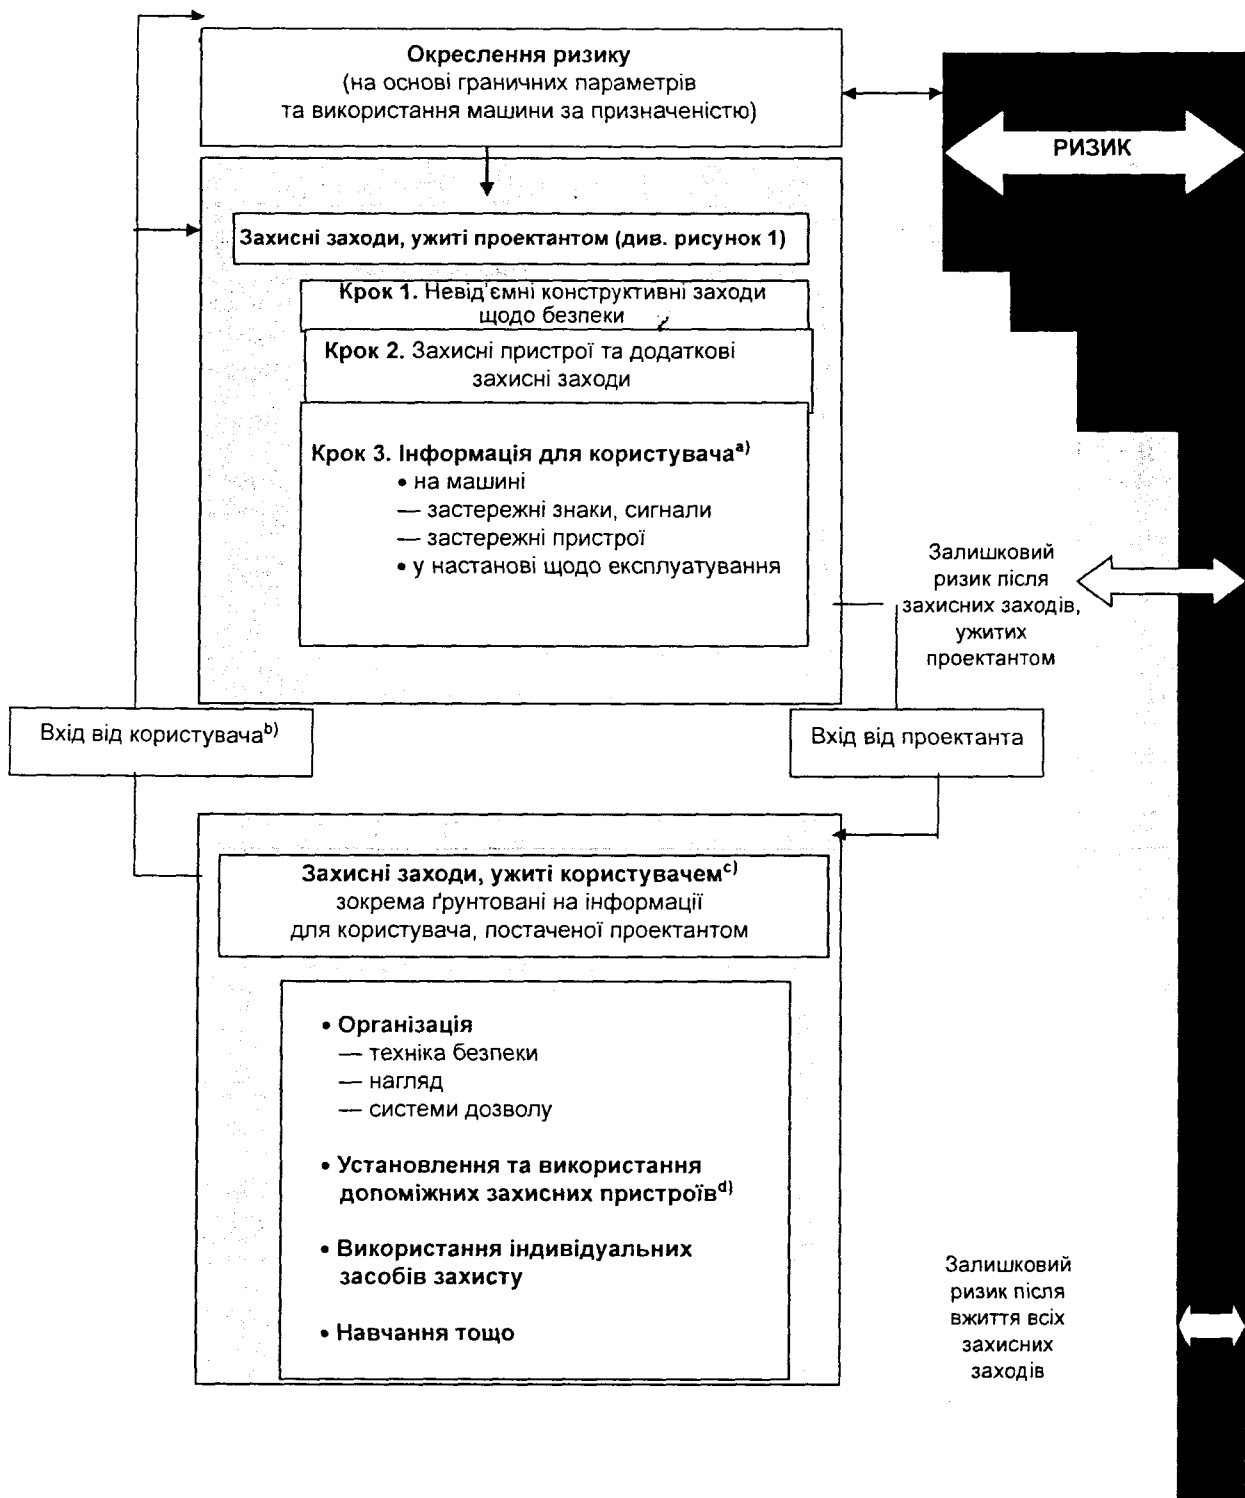 Окреслення ризику
(на основі граничних параметрів
та використання машини за призначеністю)
РИЗИК
Захисні заходи, ужиті проектантом (див. рисунок 1)
Крок 1. Невід'ємні конструктивні заходи
щодо безпеки
Крок 2. Захисні пристрої та додаткові
захисні заходи
Крок 3. Інформація для користувача a)
• на машині
— застережні знаки, сигнали
— застережні пристрої
• у настанові щодо експлуатування
Залишковий
ризик після
захисних заходів,
ужитих
проектантом
Вхід від користувача b)
Вхід від проектанта
Захисні заходи, ужиті користувачем c)
зокрема ґрунтовані на інформації
для користувача, постаченої проектантом
• Організація
— техніка безпеки
— нагляд
— системи дозволу
• Установлення та використання
допоміжних захисних пристроїв d)
• Використання індивідуальних
засобів захисту
• Навчання тощо
Залишковий
ризик після
вжиття всіх
захисних
заходів